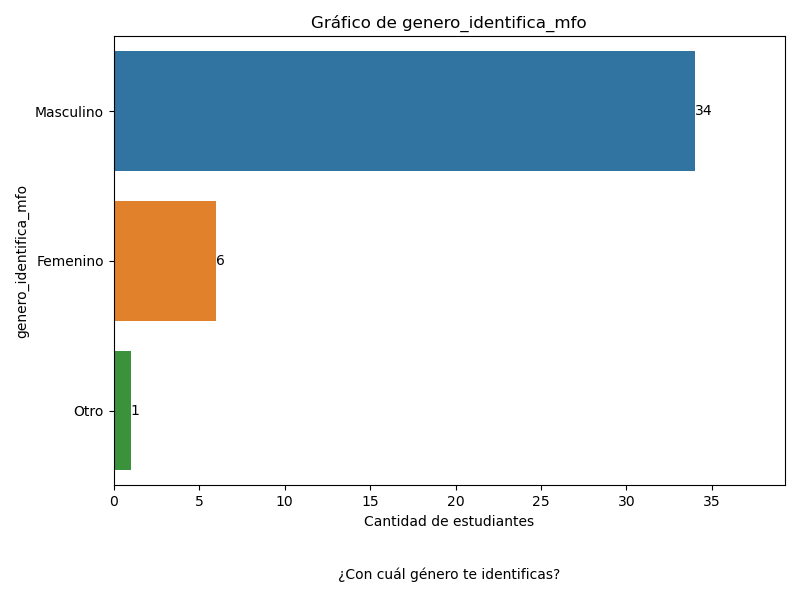 Gráfico de genero_identifica_mfo
genero_identifica_mfo
Masculino
34
Femenino
6
Otro
1
0 5 10 15 20 25 30 35
Cantidad de estudiantes
¿Con cuál género te identificas?